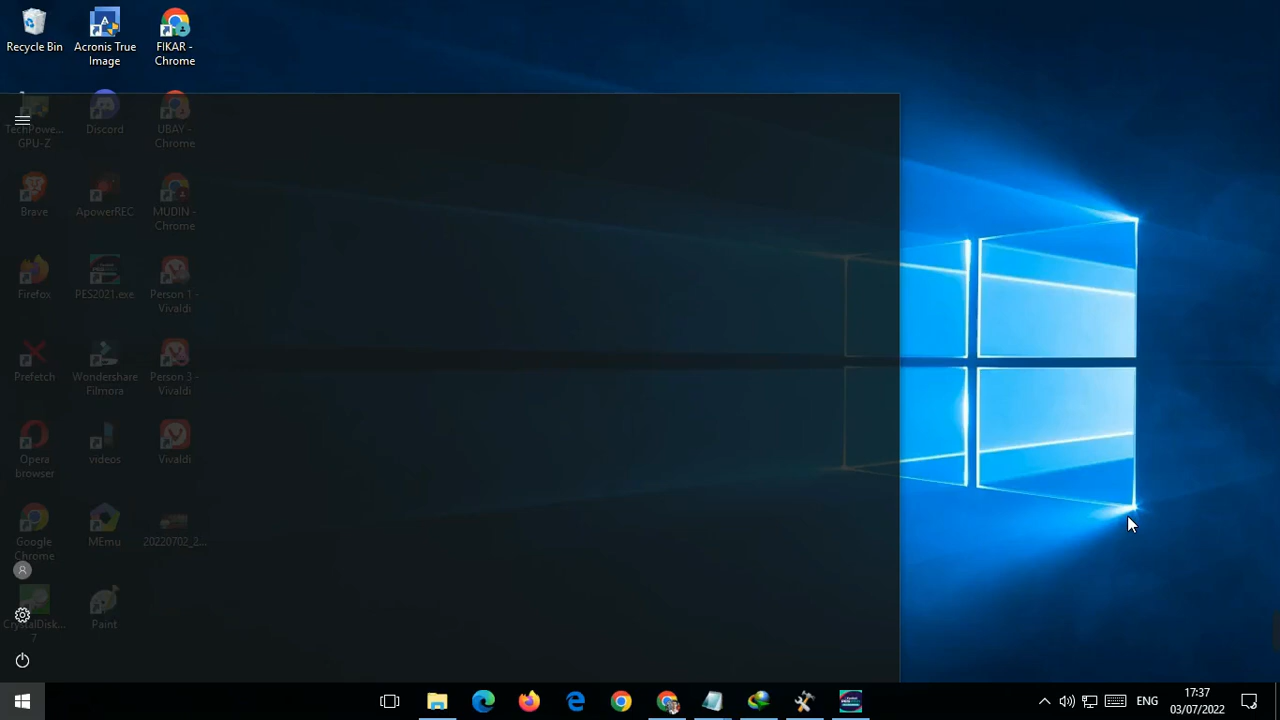 Recycle Bin
Acronis True
Image
FIKAR -
Chrome
TechPowe...
GPU-Z
Discord
UBAY -
Chrome
Brave
ApowerREC
MUDIN -
Chrome
Firefox
PES2021.exe
Person 1 -
Vivaldi
Prefetch
Wondershare
Filmora
Person 3 -
Vivaldi
Opera
browser
videos
Vivaldi
Google
Chrome
MEmu
20220702_2...
CrystalDisk...
7
Paint
ENG
17:37
03/07/2022